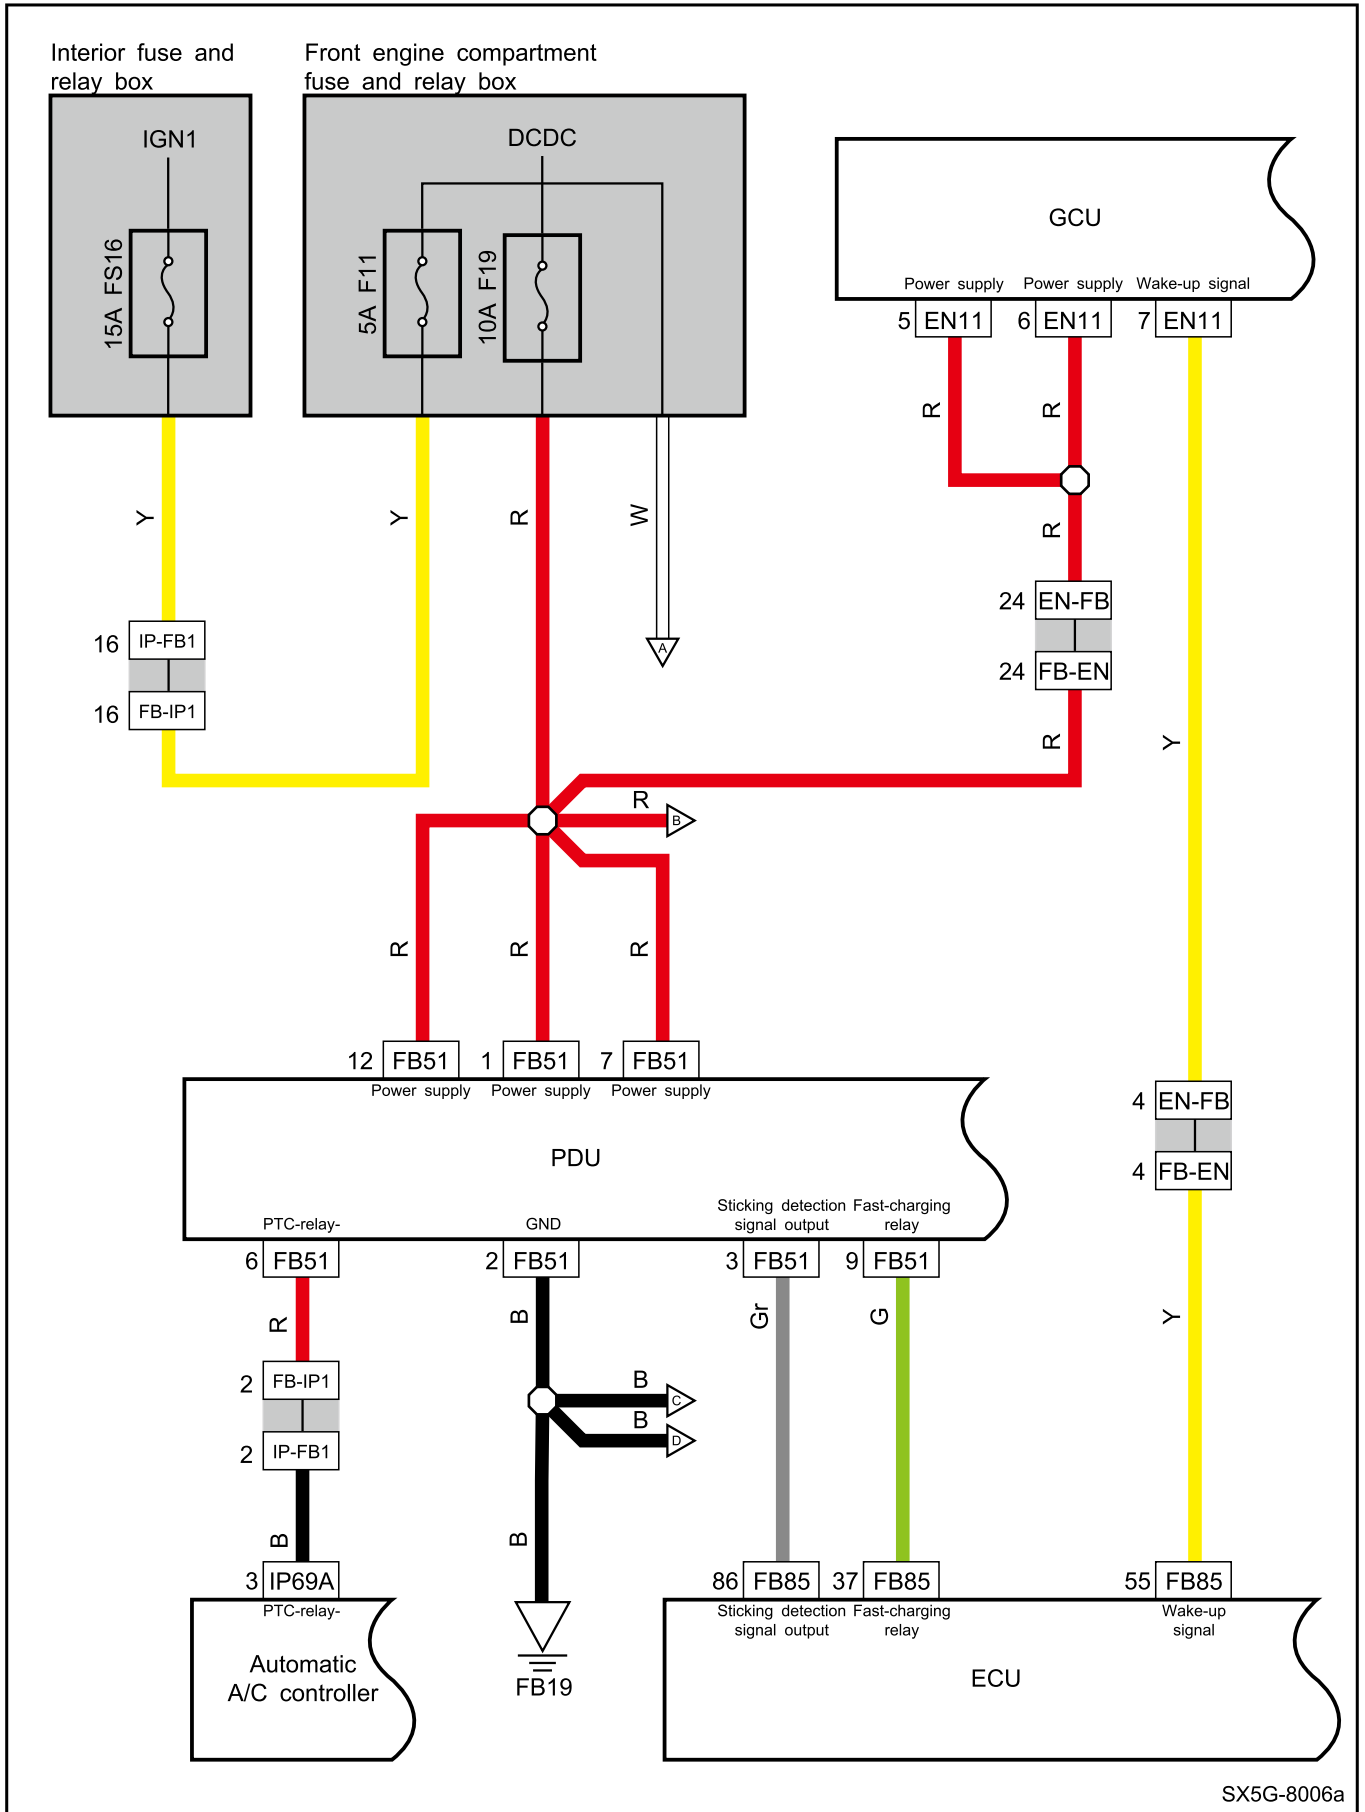 Interior fuse and
relay box
Front engine compartment
fuse and relay box
IGN1
DCDC
15A FS16
5A F11
10A F19
GCU
Power supply
Power supply
Wake-up signal
5 EN11
6 EN11
7 EN11
R
R
Y
Y
R
W
R
24 EN-FB
16 IP-FB1
A
24 FB-EN
16 FB-IP1
R
Y
R
B
R
R
R
12 FB51
1 FB51
7 FB51
Power supply
Power supply
Power supply
4 EN-FB
PDU
4 FB-EN
PTC-relay-
GND
Sticking detection
signal output
Fast-charging
relay
6 FB51
2 FB51
3 FB51
9 FB51
R
B
Gr
G
Y
2 FB-IP1
B
C
B
D
2 IP-FB1
B
B
3 IP69A
86 FB85
37 FB85
55 FB85
PTC-relay-
Sticking detection
signal output
Fast-charging
relay
Wake-up
signal
Automatic
A/C controller
FB19
ECU
SX5G-8006a